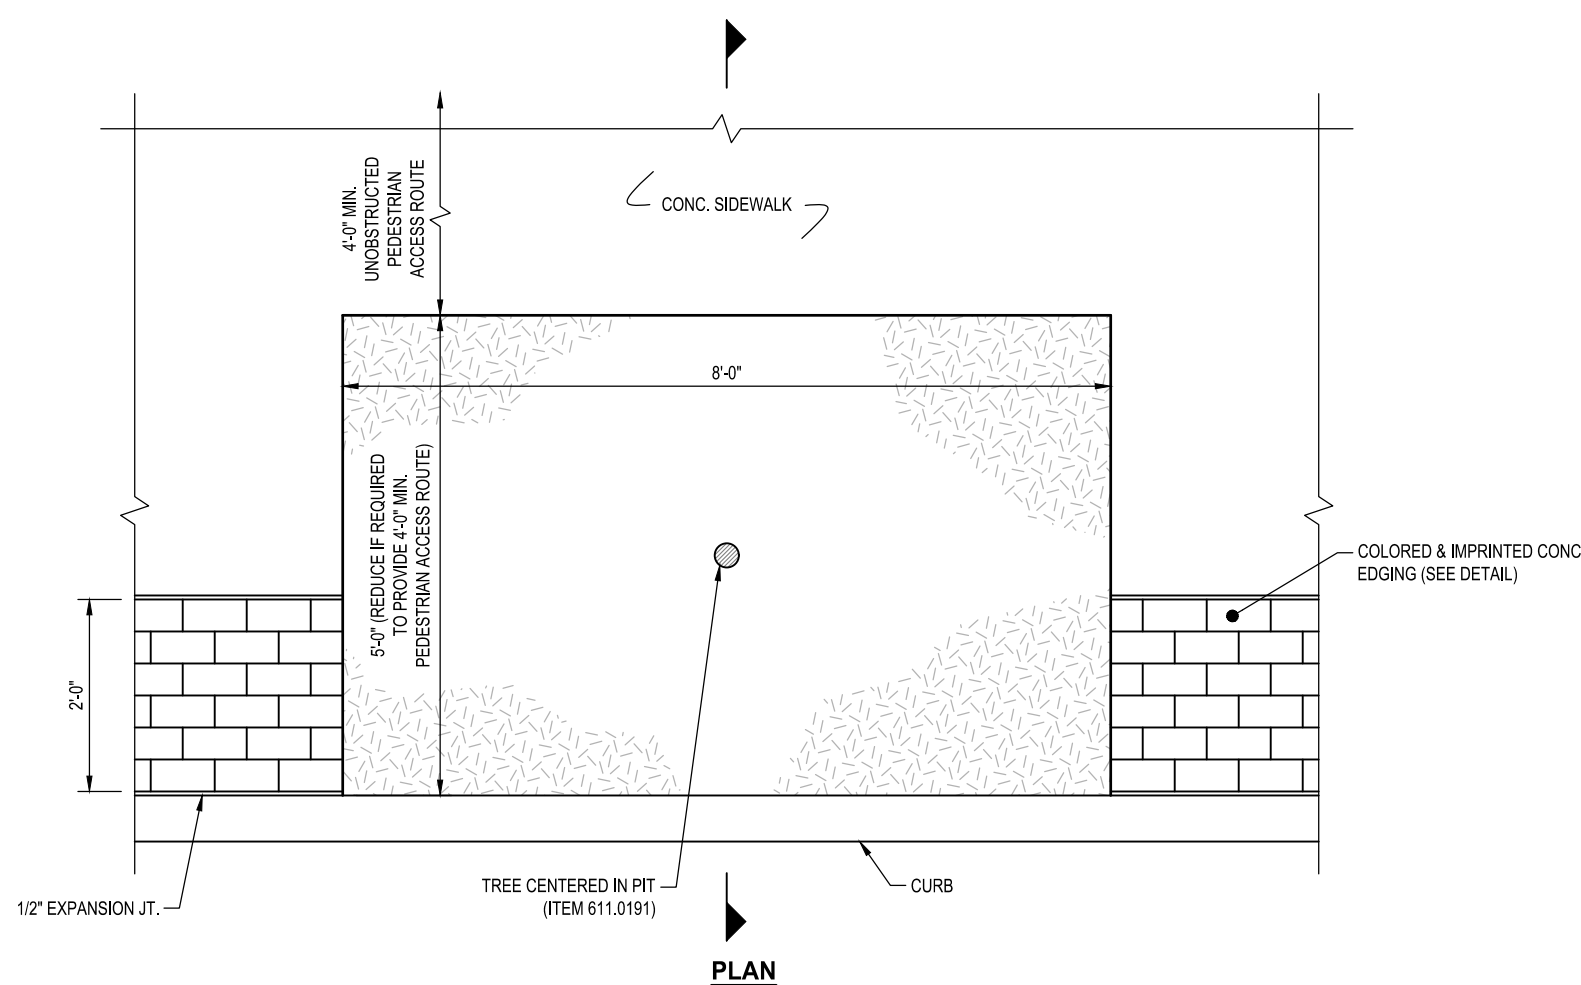 4'-0" MIN.
UNOBSTRUCTED
PEDESTRIAN
ACCESS ROUTE
CONC. SIDEWALK
8'-0"
5'-0" (REDUCE IF REQUIRED
TO PROVIDE 4'-0" MIN.
PEDESTRIAN ACCESS ROUTE)
COLORED & IMPRINTED CONC
EDGING (SEE DETAIL)
2'-0"
TREE CENTERED IN PIT
(ITEM 611.0191)
CURB
1/2" EXPANSION JT.
PLAN